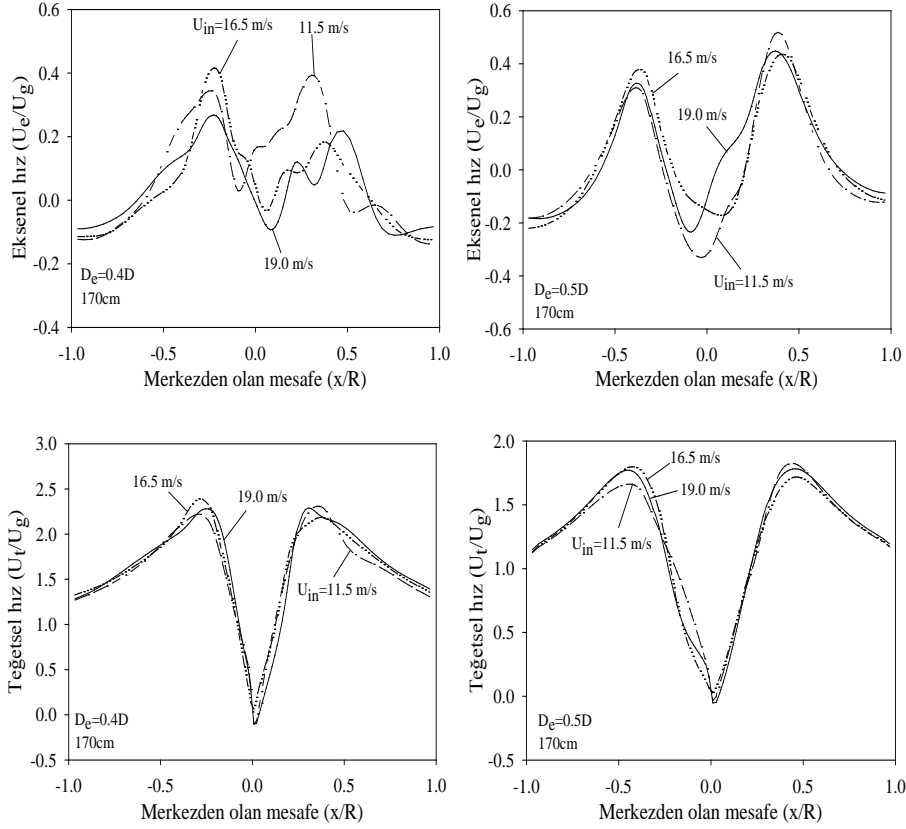 0.6
0.4
0.2
0.0
-0.2
-0.4
Eksenel hız (Ue/Ug)
Uin=16.5 m/s
11.5 m/s
19.0 m/s
De=0.4D
170cm
-1.0 -0.5 0.0 0.5 1.0
Merkezden olan mesafe (x/R)
0.6
0.4
0.2
0.0
-0.2
-0.4
-0.6
Eksenel hız (Ue/Ug)
16.5 m/s
19.0 m/s
Uin=11.5 m/s
De=0.5D
170cm
-1.0 -0.5 0.0 0.5 1.0
Merkezden olan mesafe (x/R)
3.0
2.5
2.0
1.5
1.0
0.5
0.0
-0.5
Teğetsel hız (Ut/Ug)
16.5 m/s
19.0 m/s
Uin=11.5 m/s
De=0.4D
170cm
-1.0 -0.5 0.0 0.5 1.0
Merkezden olan mesafe (x/R)
2.0
1.5
1.0
0.5
0.0
-0.5
Teğetsel hız (Ut/Ug)
16.5 m/s
19.0 m/s
Uin=11.5 m/s
De=0.5D
170cm
-1.0 -0.5 0.0 0.5 1.0
Merkezden olan mesafe (x/R)